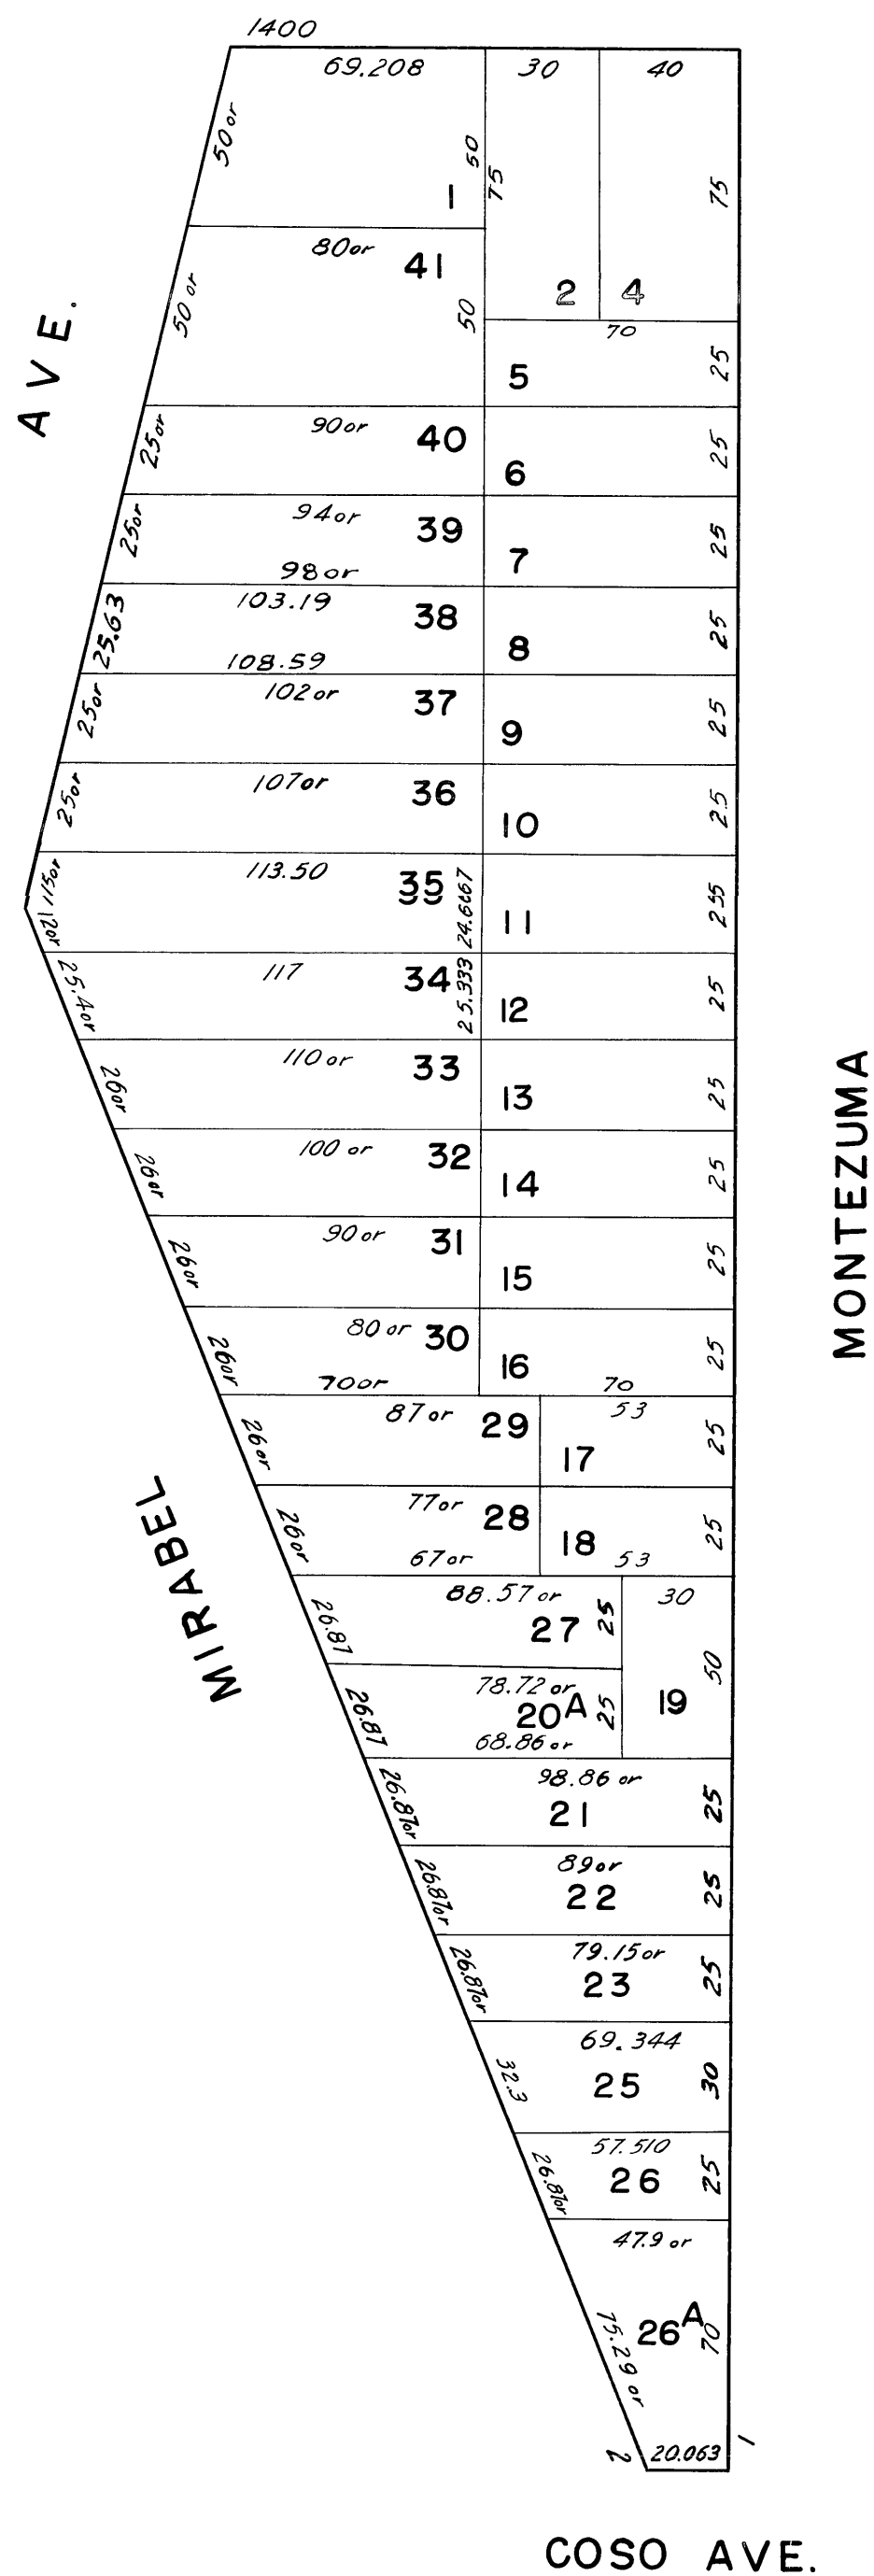 1400
69.208 30 40
50 or 50 75 75
1
80 or 41
50 or 50
2 4
70
5 25
AVE.
25 or 90 or 40
6 25
25 or 94 or 39
98 or
7 25
25.63 103.19 38
108.59
8 25
25 or 102 or 37
9 25
25 or 107 or 36
10 25
115 or 113.50 35 24.6667
12 or
11 255
25.4 or 117 34 25.333
12 25
26 or 110 or 33
13 25
26 or 100 or 32
14 25
26 or 90 or 31
15 25
26 or 80 or 30
70 or
16 70 25
MONTEZUMA
26 or 87 or 29
53
17 25
26 or 77 or 28
67 or
18 53 25
MIRABEL
26.87 88.57 or 25
27
30
19 50
26.87 78.72 or
20A 25
68.86 or
26.87 or 98.86 or
21 25
26.87 or 89 or
22 25
26.87 or 79.15 or
23 25
32.3 69.344
25 30
26.87 or 57.510
26 25
47.9 or
75.29 or 26A 70
2 20.063 1
COSO AVE.